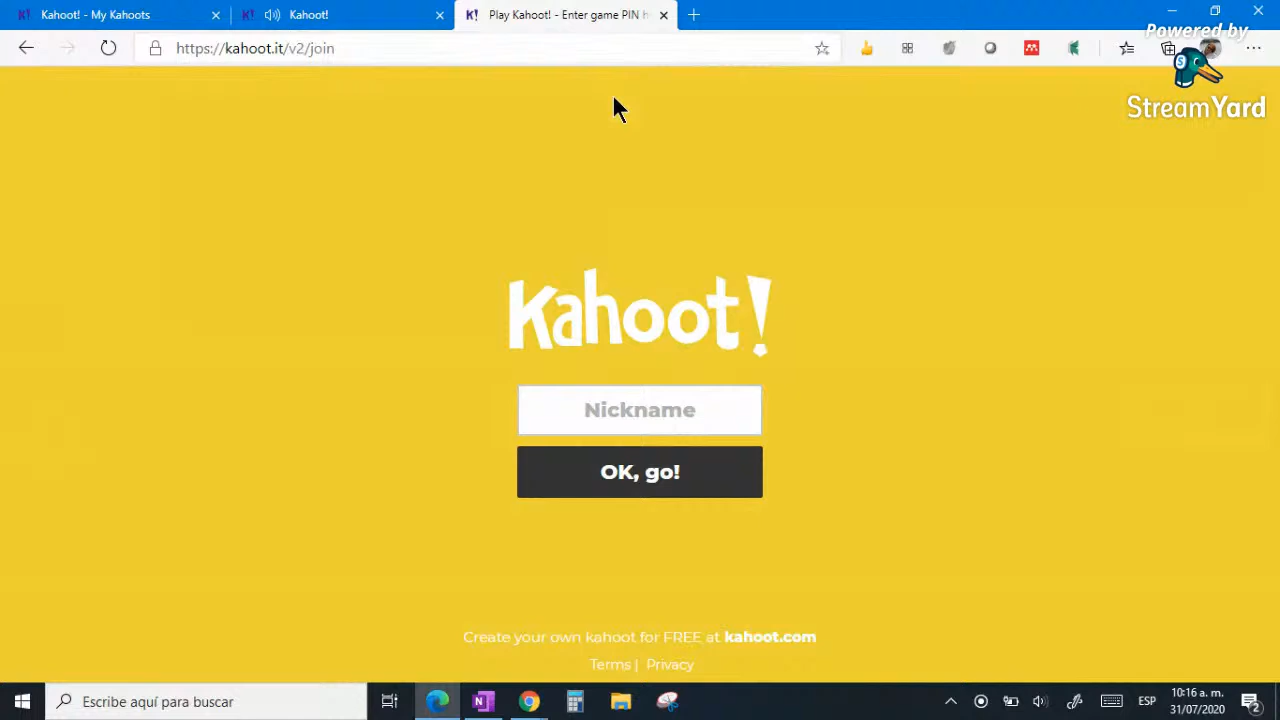 Kahoot! - My Kahoots
Kahoot!
Play Kahoot! - Enter game PIN h
https://kahoot.it/v2/join
Powered by
StreamYard
Kahoot!
Nickname
OK, go!
Create your own kahoot for FREE at kahoot.com
Terms | Privacy
Escribe aquí para buscar
ESP
10:16 a. m.
31/07/2020
2